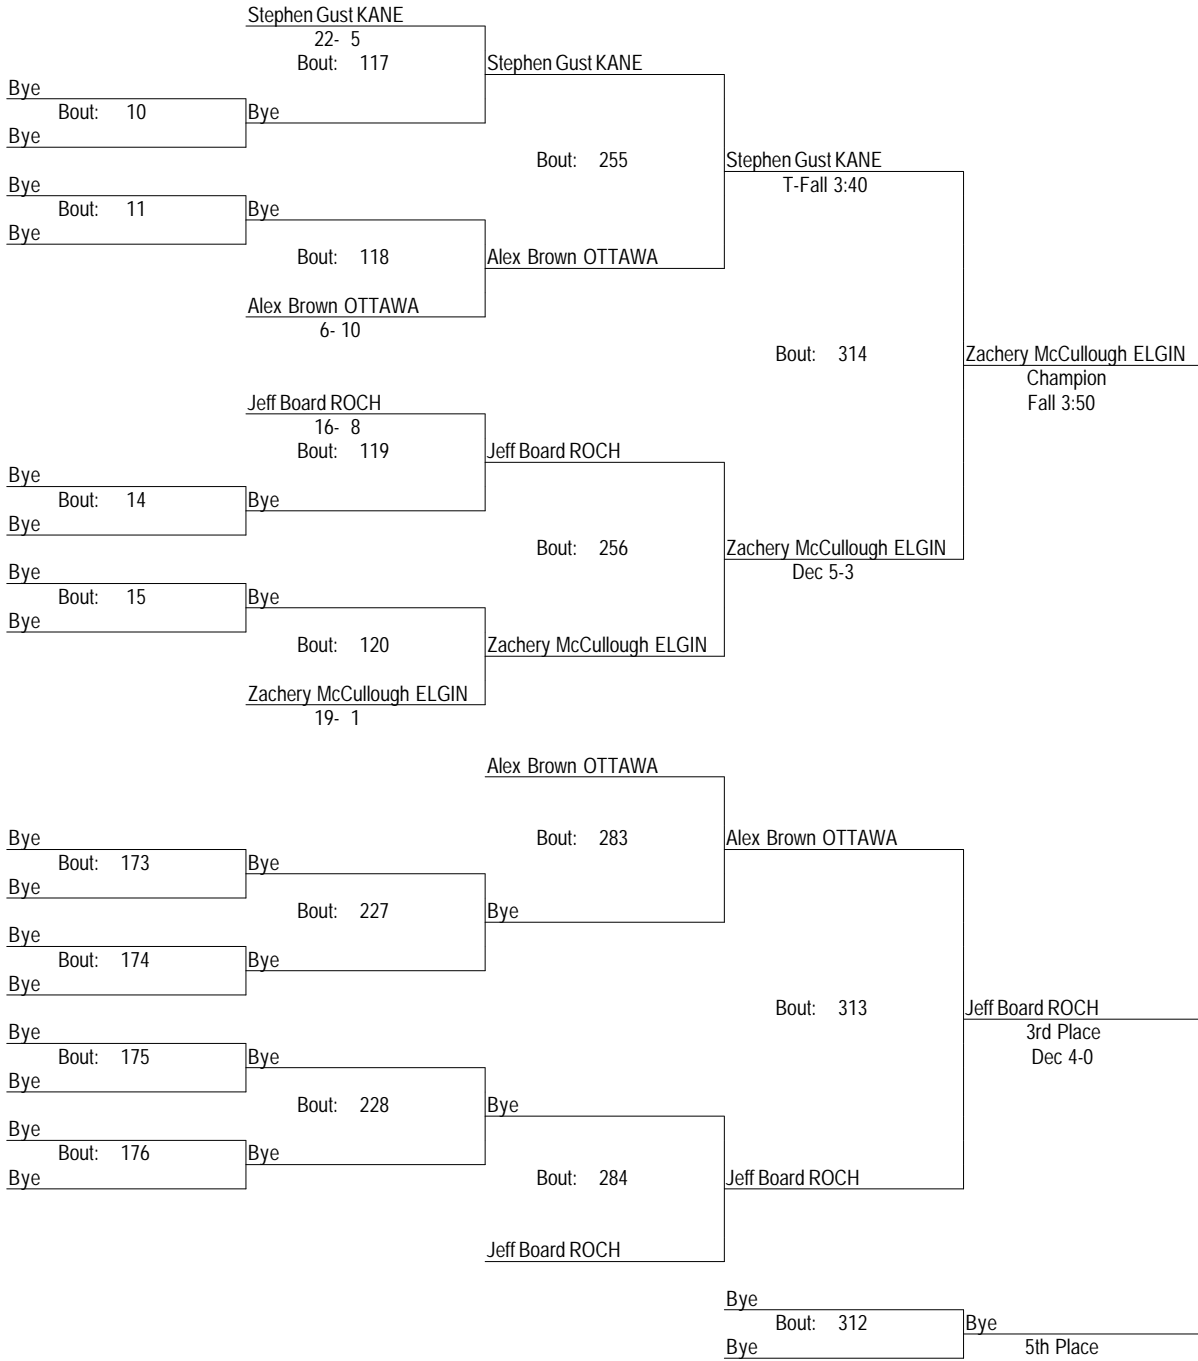 Stephen Gust KANE
22- 5
Bout: 117
Stephen Gust KANE
Bye
Bout: 10
Bye
Bye
Bout: 255
Stephen Gust KANE
T-Fall 3:40
Bye
Bout: 11
Bye
Bye
Bout: 118
Alex Brown OTTAWA
Alex Brown OTTAWA
6- 10
Bout: 314
Zachery McCullough ELGIN
Champion
Fall 3:50
Jeff Board ROCH
16- 8
Bout: 119
Jeff Board ROCH
Bye
Bout: 14
Bye
Bye
Bout: 256
Zachery McCullough ELGIN
Dec 5-3
Bye
Bout: 15
Bye
Bye
Bout: 120
Zachery McCullough ELGIN
Zachery McCullough ELGIN
19- 1
Alex Brown OTTAWA
Bout: 283
Alex Brown OTTAWA
Bye
Bout: 173
Bye
Bye
Bout: 227
Bye
Bye
Bout: 174
Bye
Bye
Bout: 313
Jeff Board ROCH
3rd Place
Dec 4-0
Bye
Bout: 175
Bye
Bye
Bout: 228
Bye
Bye
Bout: 176
Bye
Bye
Bout: 284
Jeff Board ROCH
Jeff Board ROCH
Bye
Bout: 312
Bye
Bye
5th Place